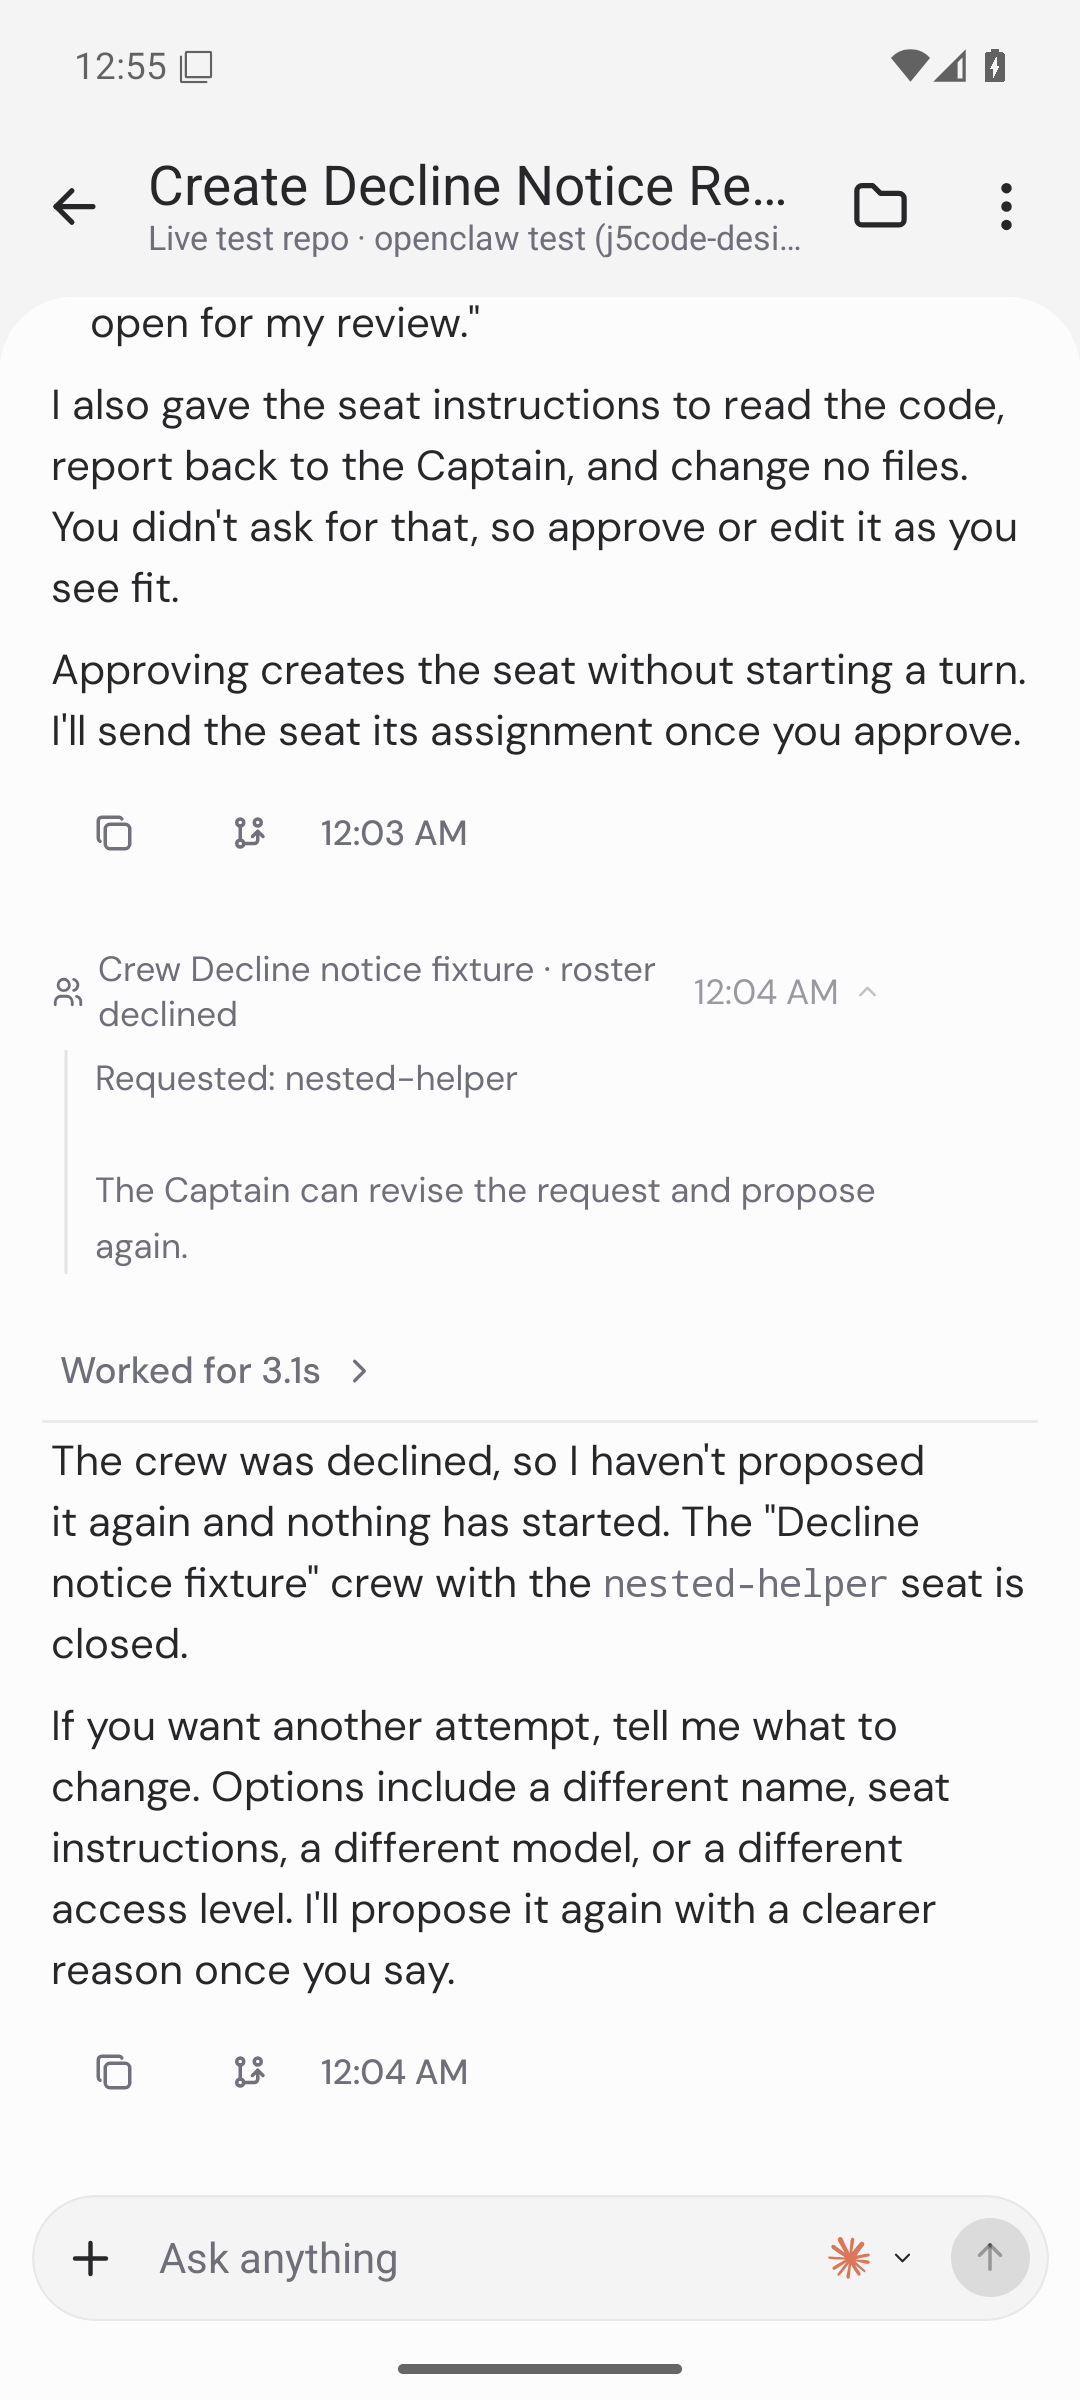 12:55
Create Decline Notice Re...
Live test repo · openclaw test (j5code-desi...
open for my review."
I also gave the seat instructions to read the code,
report back to the Captain, and change no files.
You didn't ask for that, so approve or edit it as you
see fit.
Approving creates the seat without starting a turn.
I'll send the seat its assignment once you approve.
12:03 AM
Crew Decline notice fixture · roster
declined
12:04 AM
Requested: nested-helper
The Captain can revise the request and propose
again.
Worked for 3.1s
The crew was declined, so I haven't proposed
it again and nothing has started. The "Decline
notice fixture" crew with the nested-helper seat is
closed.
If you want another attempt, tell me what to
change. Options include a different name, seat
instructions, a different model, or a different
access level. I'll propose it again with a clearer
reason once you say.
12:04 AM
Ask anything